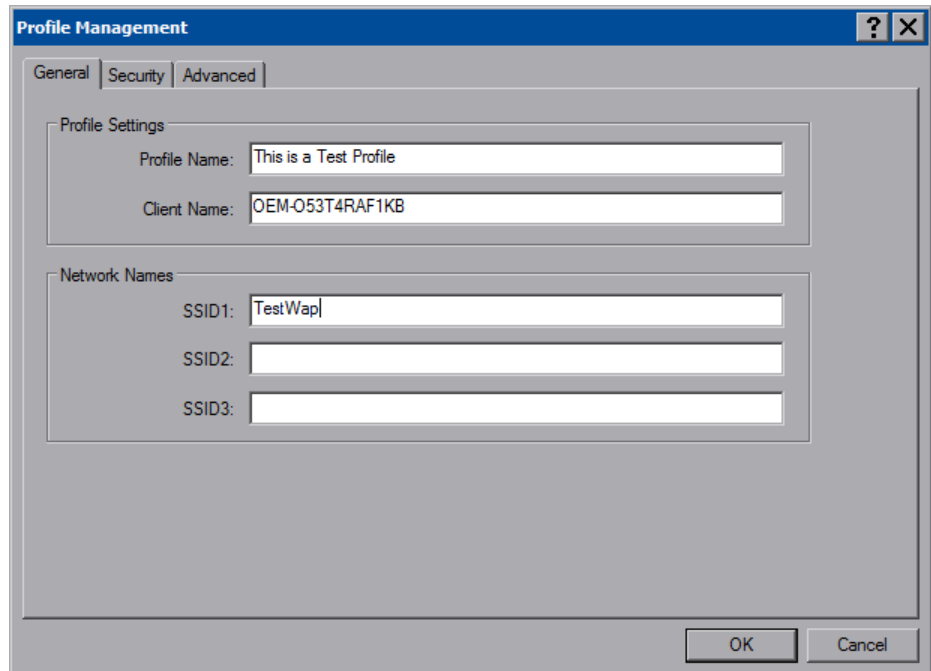 Profile Management
?
General Security Advanced
Profile Settings
Profile Name: This is a Test Profile
Client Name: OEM-O53T4RAF1KB
Network Names
SSID1: TestWap
SSID2:
SSID3:
OK Cancel